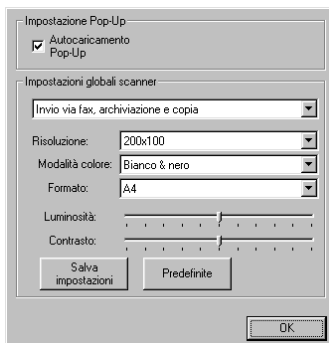 Impostazione Pop-Up
Autocaricamento
Pop-Up
Impostazioni globali scanner
Invio via fax, archiviazione e copia
Risoluzione: 200x100
Modalità colore: Bianco & nero
Formato: A4
Luminosità:
Contrasto:
Salva
impostazioni
Predefinite
OK